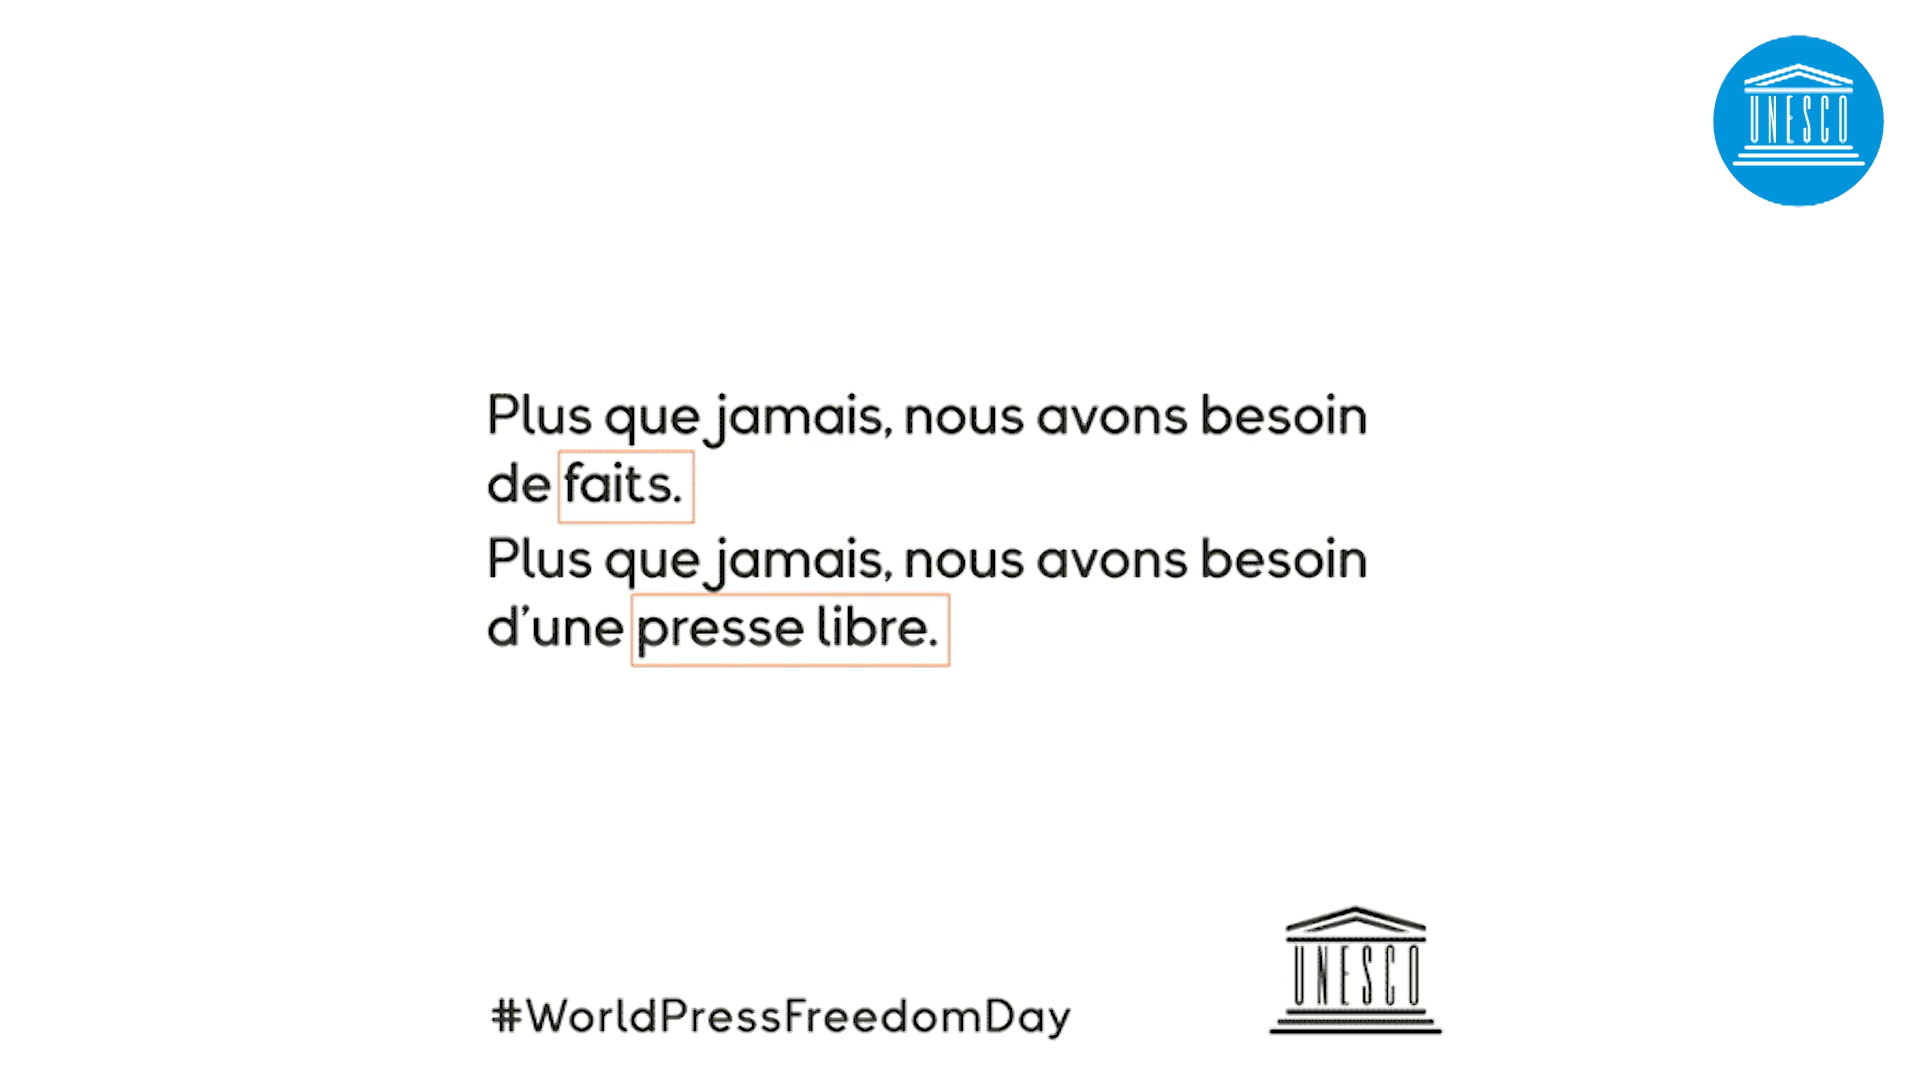 UNESCO
Plus que jamais, nous avons besoin
de faits.
Plus que jamais, nous avons besoin
d’une presse libre.
#WorldPressFreedomDay
UNESCO